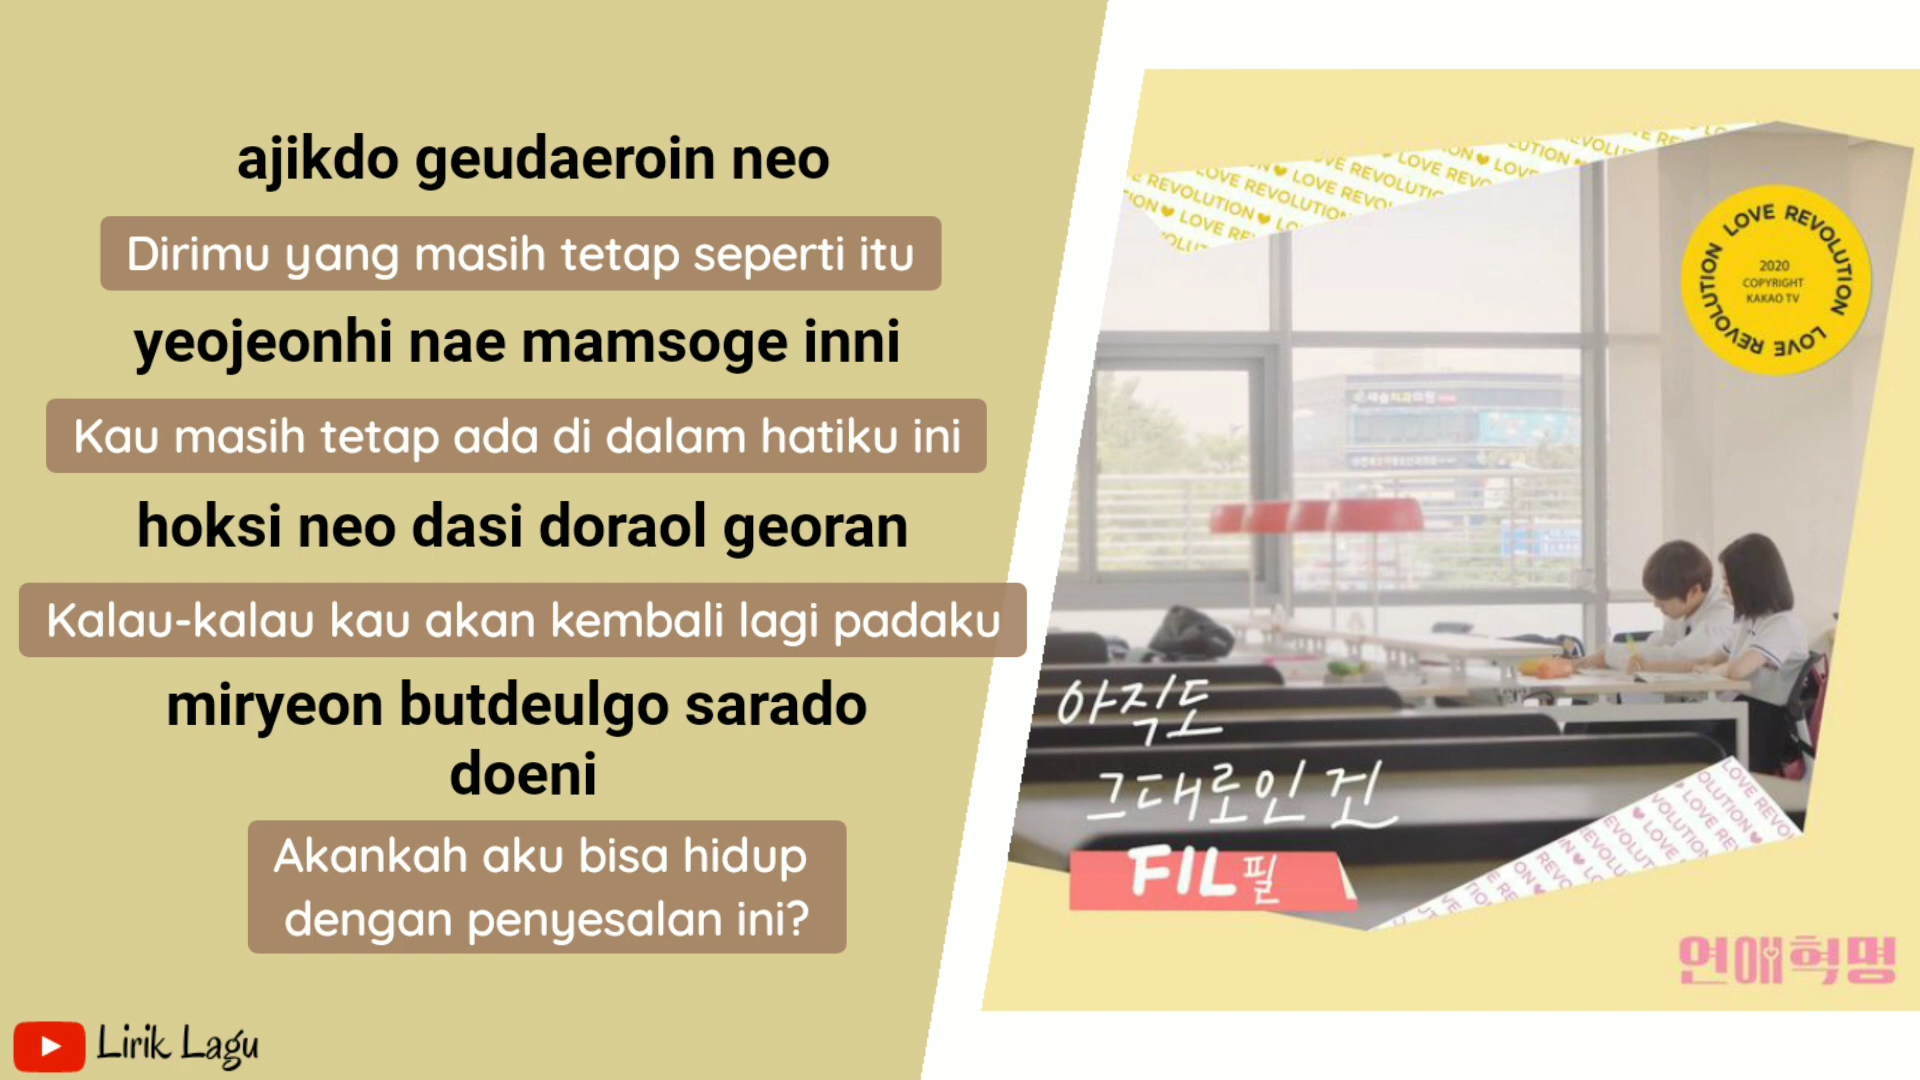 ajikdo geudaeroin neo
Dirimu yang masih tetap seperti itu
yeojeonhi nae mamsoge inni
Kau masih tetap ada di dalam hatiku ini
hoksi neo dasi doraol georan
Kalau-kalau kau akan kembali lagi padaku
miryeon butdeulgo sarado
doeni
Akankah aku bisa hidup
dengan penyesalan ini?
Lirik Lagu
LOVE REVOLUTION LOVE REVOLUTION
2020
COPYRIGHT
KAKAO TV
아직도
그대로인 건
FIL필
연애혁명